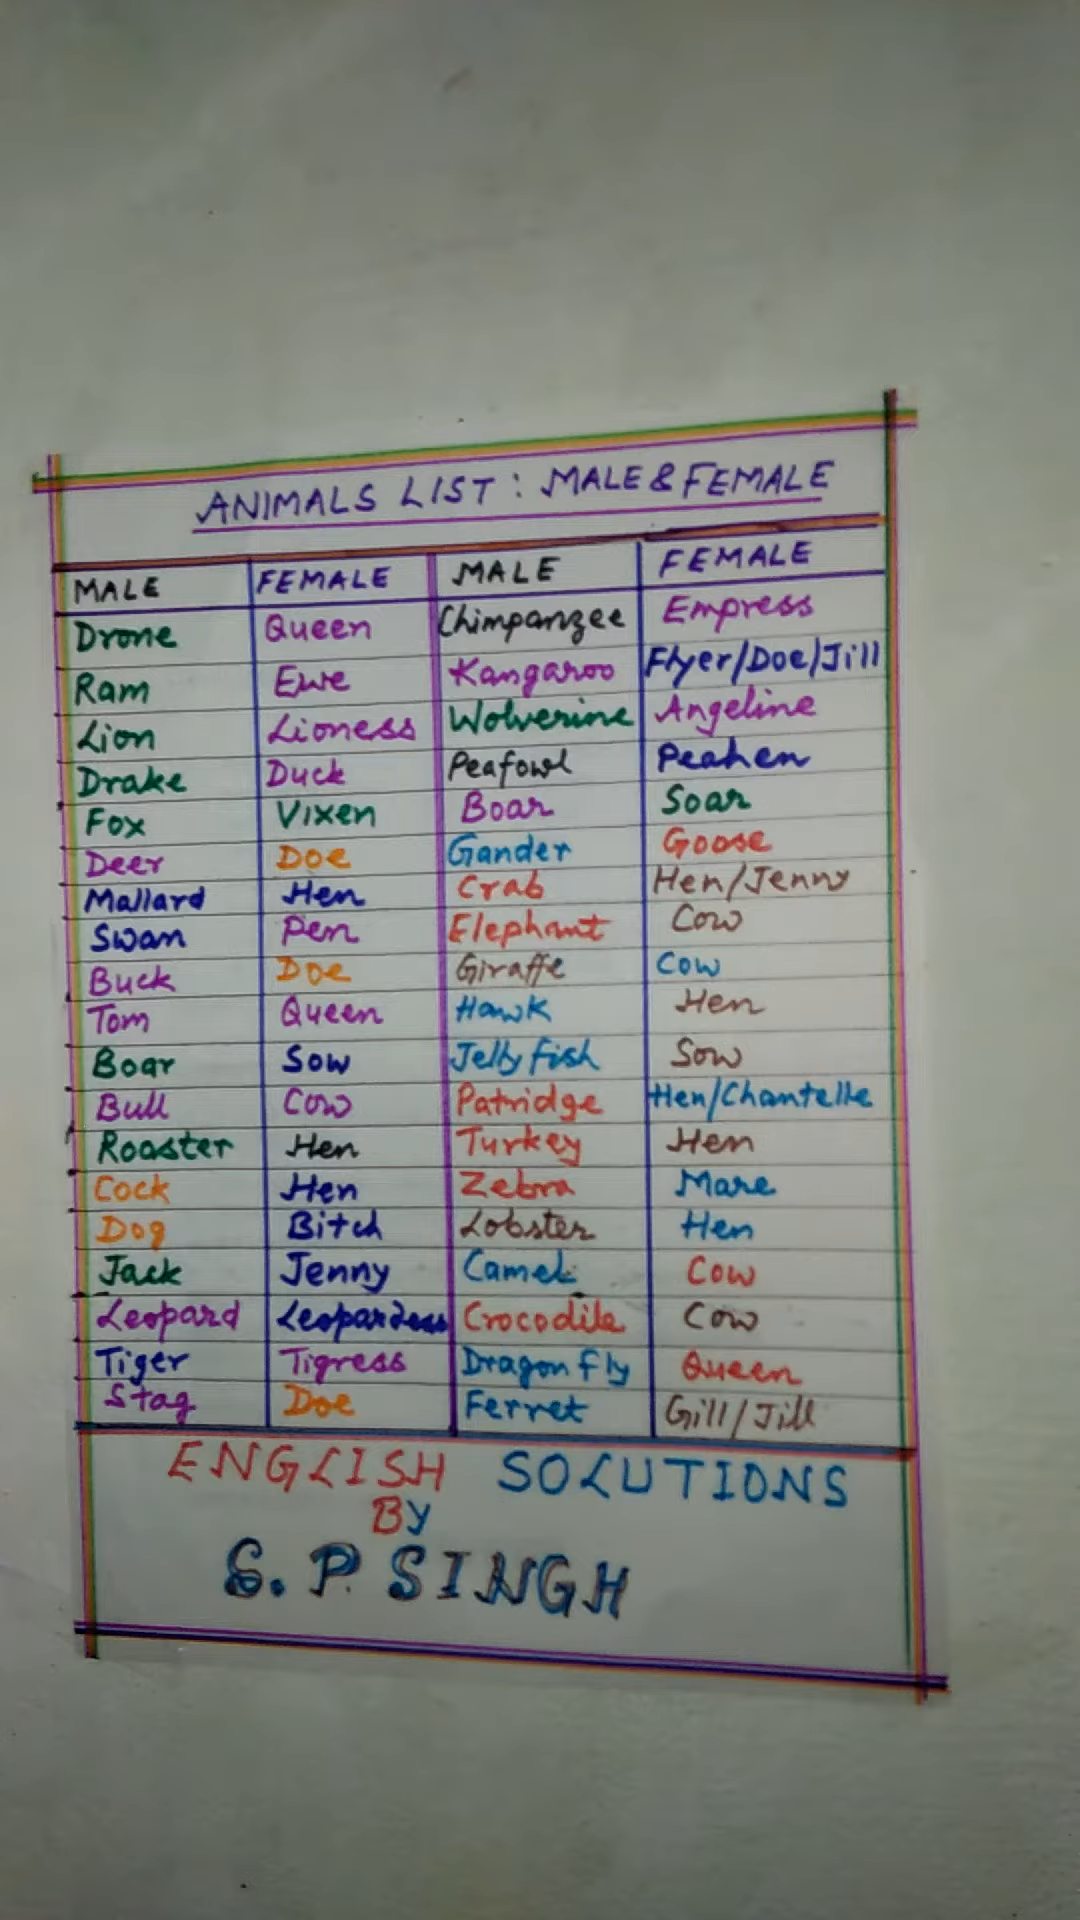 ANIMALS LIST: MALE & FEMALE
MALE FEMALE MALE FEMALE
Drone Queen Chimpanzee Empress
Ram Ewe Kangaroo Flyer/Doe/Jill
Lion Lioness Wolverine Angeline
Drake Duck Peafowl Peahen
Fox Vixen Boar Soar
Deer Doe Gander Goose
Mallard Hen Crab Hen/Jenny
Swan Pen Elephant Cow
Buck Doe Giraffe Cow
Tom Queen Hawk Hen
Boar Sow Jelly fish Sow
Bull Cow Patridge Hen/Chantelle
Rooster Hen Turkey Hen
Cock Hen Zebra Mare
Dog Bitch Lobster Hen
Jack Jenny Camel Cow
Leopard Leopardess Crocodile Cow
Tiger Tigress Dragon fly Queen
Stag Doe Ferret Gill/Jill
ENGLISH SOLUTIONS
By
S. P. SINGH